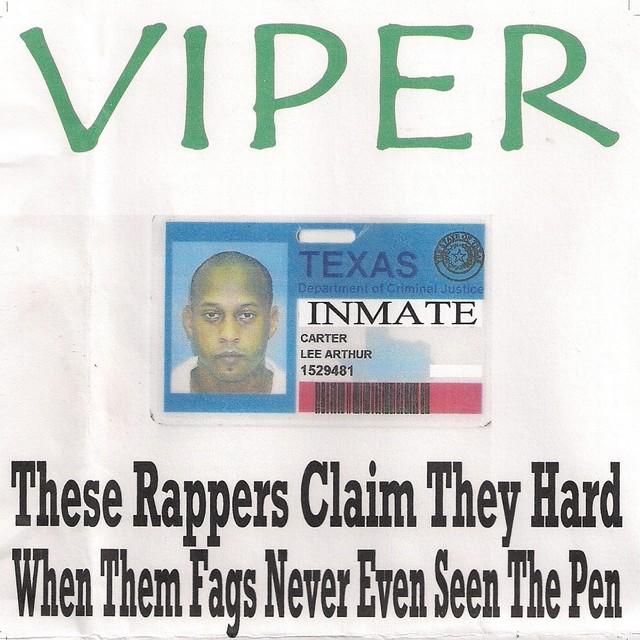 VIPER
TEXAS
Department of Criminal Justice
INMATE
CARTER
LEE ARTHUR
1529481
These Rappers Claim They Hard
When Them Fags Never Even Seen The Pen